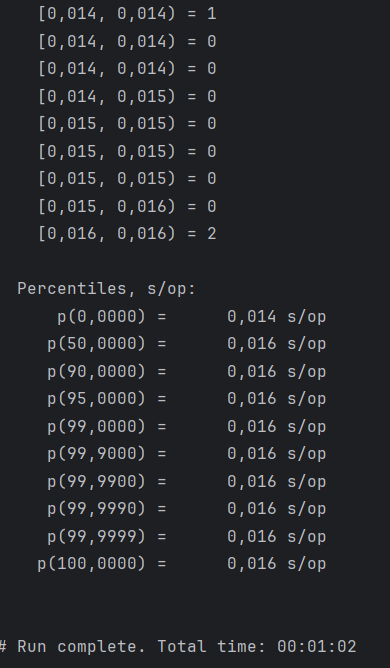 [0,014, 0,014) = 1
[0,014, 0,014) = 0
[0,014, 0,014) = 0
[0,014, 0,015) = 0
[0,015, 0,015) = 0
[0,015, 0,015) = 0
[0,015, 0,015) = 0
[0,015, 0,016) = 0
[0,016, 0,016) = 2
Percentiles, s/op:
p(0,0000) = 0,014 s/op
p(50,0000) = 0,016 s/op
p(90,0000) = 0,016 s/op
p(95,0000) = 0,016 s/op
p(99,0000) = 0,016 s/op
p(99,9000) = 0,016 s/op
p(99,9900) = 0,016 s/op
p(99,9990) = 0,016 s/op
p(99,9999) = 0,016 s/op
p(100,0000) = 0,016 s/op
# Run complete. Total time: 00:01:02